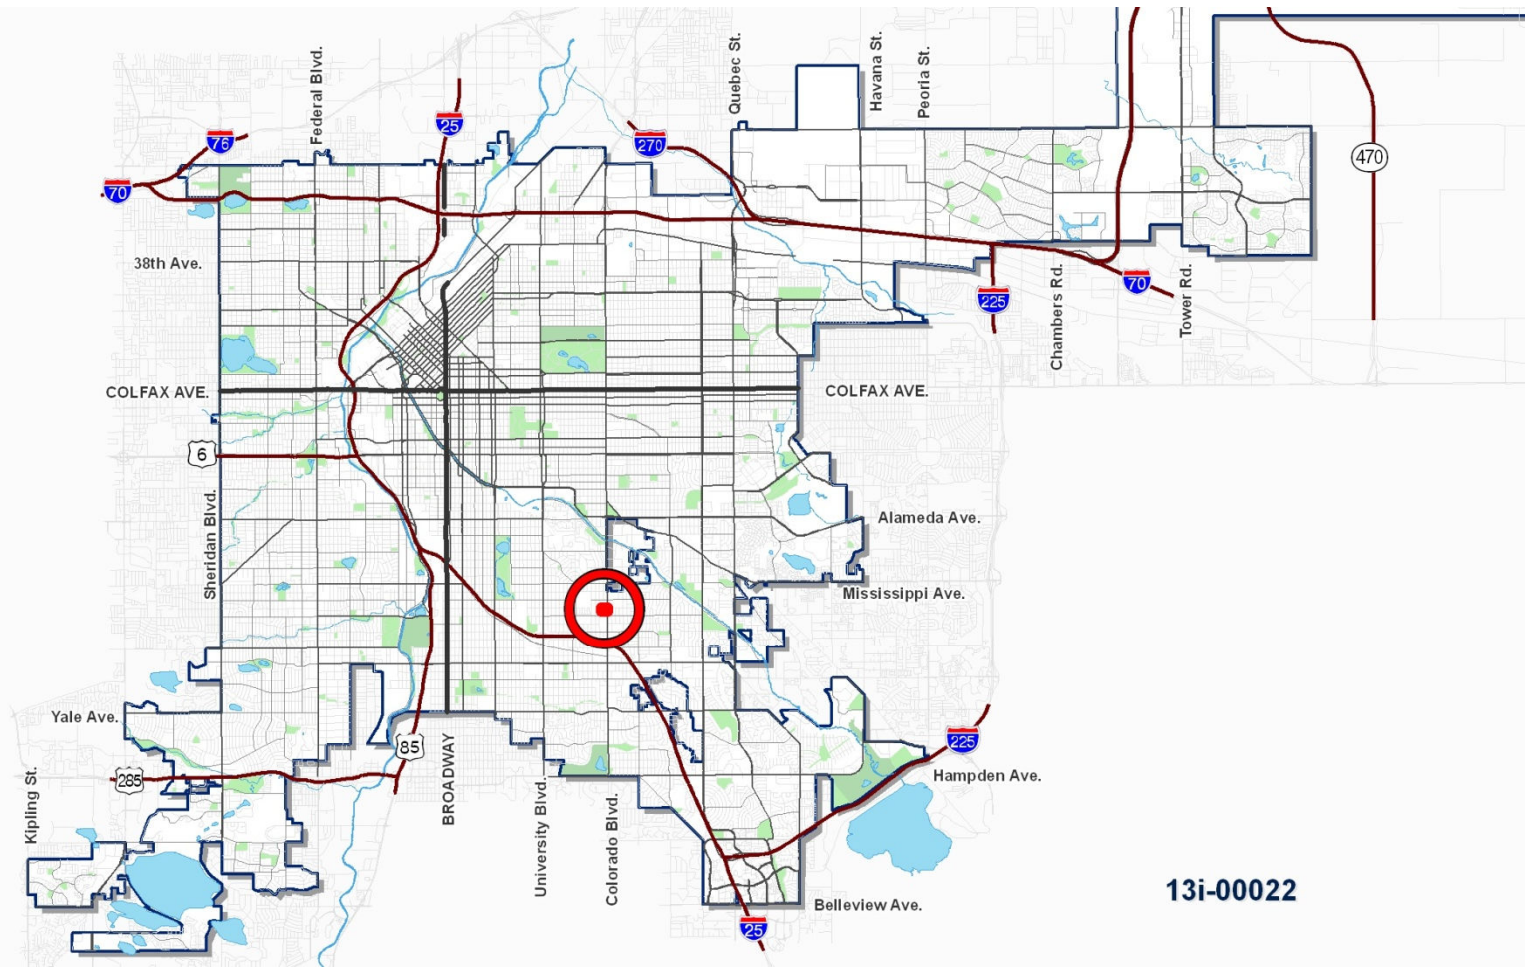 Federal Blvd.
Quebec St.
Havana St.
Peoria St.
76
25
270
70
470
38th Ave.
225
Chambers Rd.
70
Tower Rd.
COLFAX AVE.
COLFAX AVE.
6
Sheridan Blvd.
Alameda Ave.
Mississippi Ave.
Yale Ave.
85
225
285
Kipling St.
BROADWAY
University Blvd.
Colorado Blvd.
Hampden Ave.
13i-00022
Belleview Ave.
25